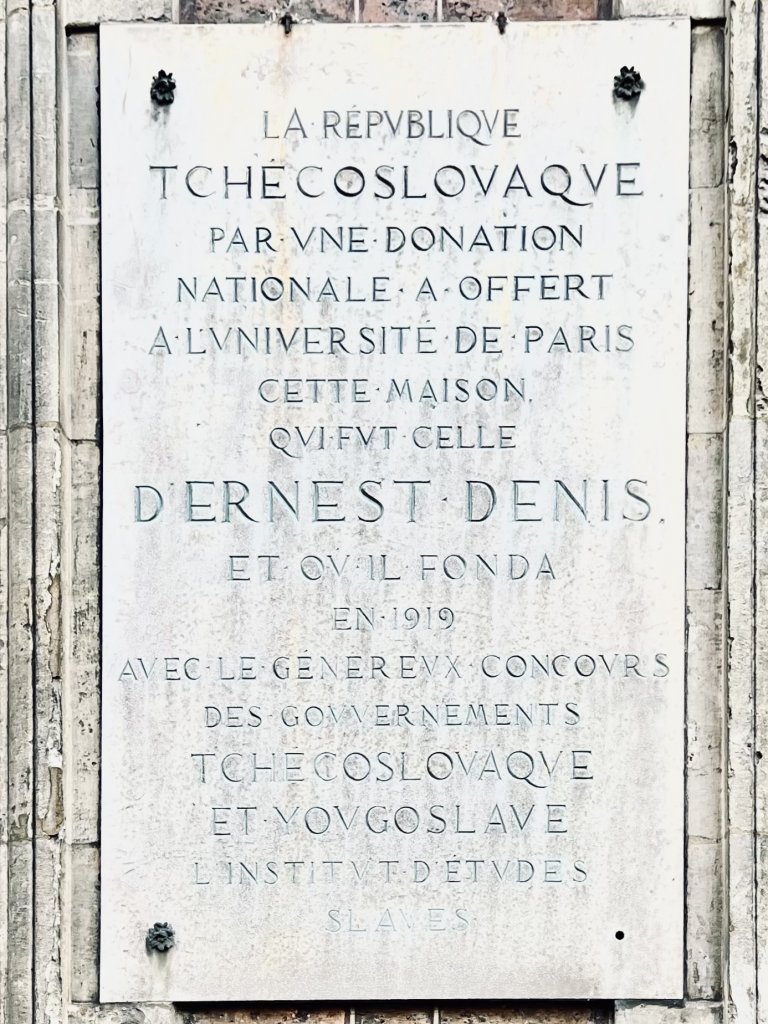 LA·RÉPVBLIQVE
TCHÉCOSLOVAQVE
PAR·VNE·DONATION
NATIONALE·A·OFFERT
A·L'VNIVERSITÉ·DE·PARIS
CETTE·MAISON,
QVI·FVT·CELLE
D'ERNEST·DENIS,
ET·QV'IL·FONDA
EN·1919
AVEC·LE·GÉNÉREVX·CONCOVRS
DES·GOVVERNEMENTS
TCHÉCOSLOVAQVE
ET·YOVGOSLAVE
L'INSTITVT·D'ÉTVDES
SLAVES